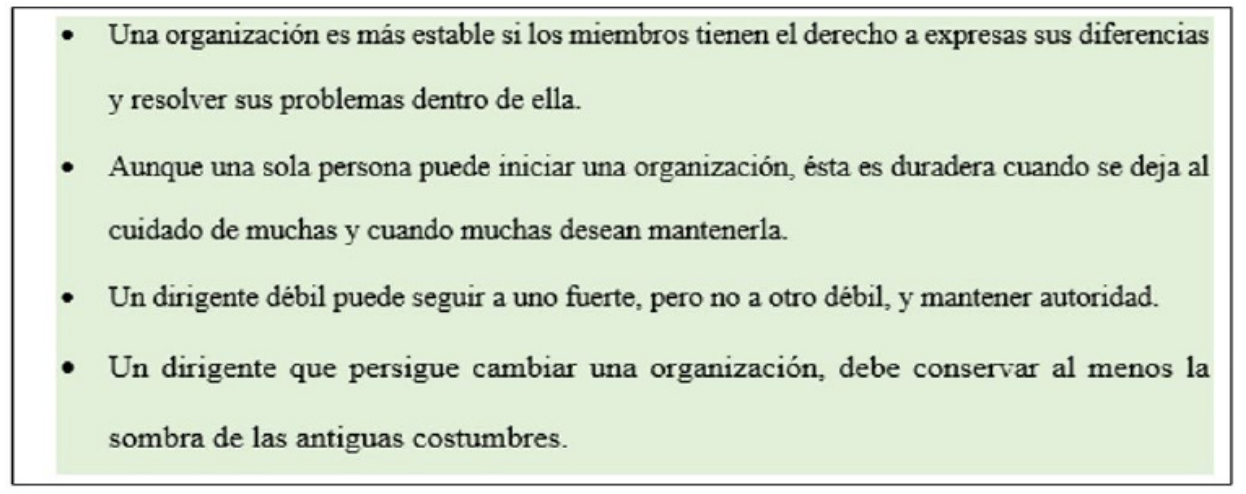 • Una organización es más estable si los miembros tienen el derecho a expresas sus diferencias
y resolver sus problemas dentro de ella.
• Aunque una sola persona puede iniciar una organización, ésta es duradera cuando se deja al
cuidado de muchas y cuando muchas desean mantenerla.
• Un dirigente débil puede seguir a uno fuerte, pero no a otro débil, y mantener autoridad.
• Un dirigente que persigue cambiar una organización, debe conservar al menos la
sombra de las antiguas costumbres.